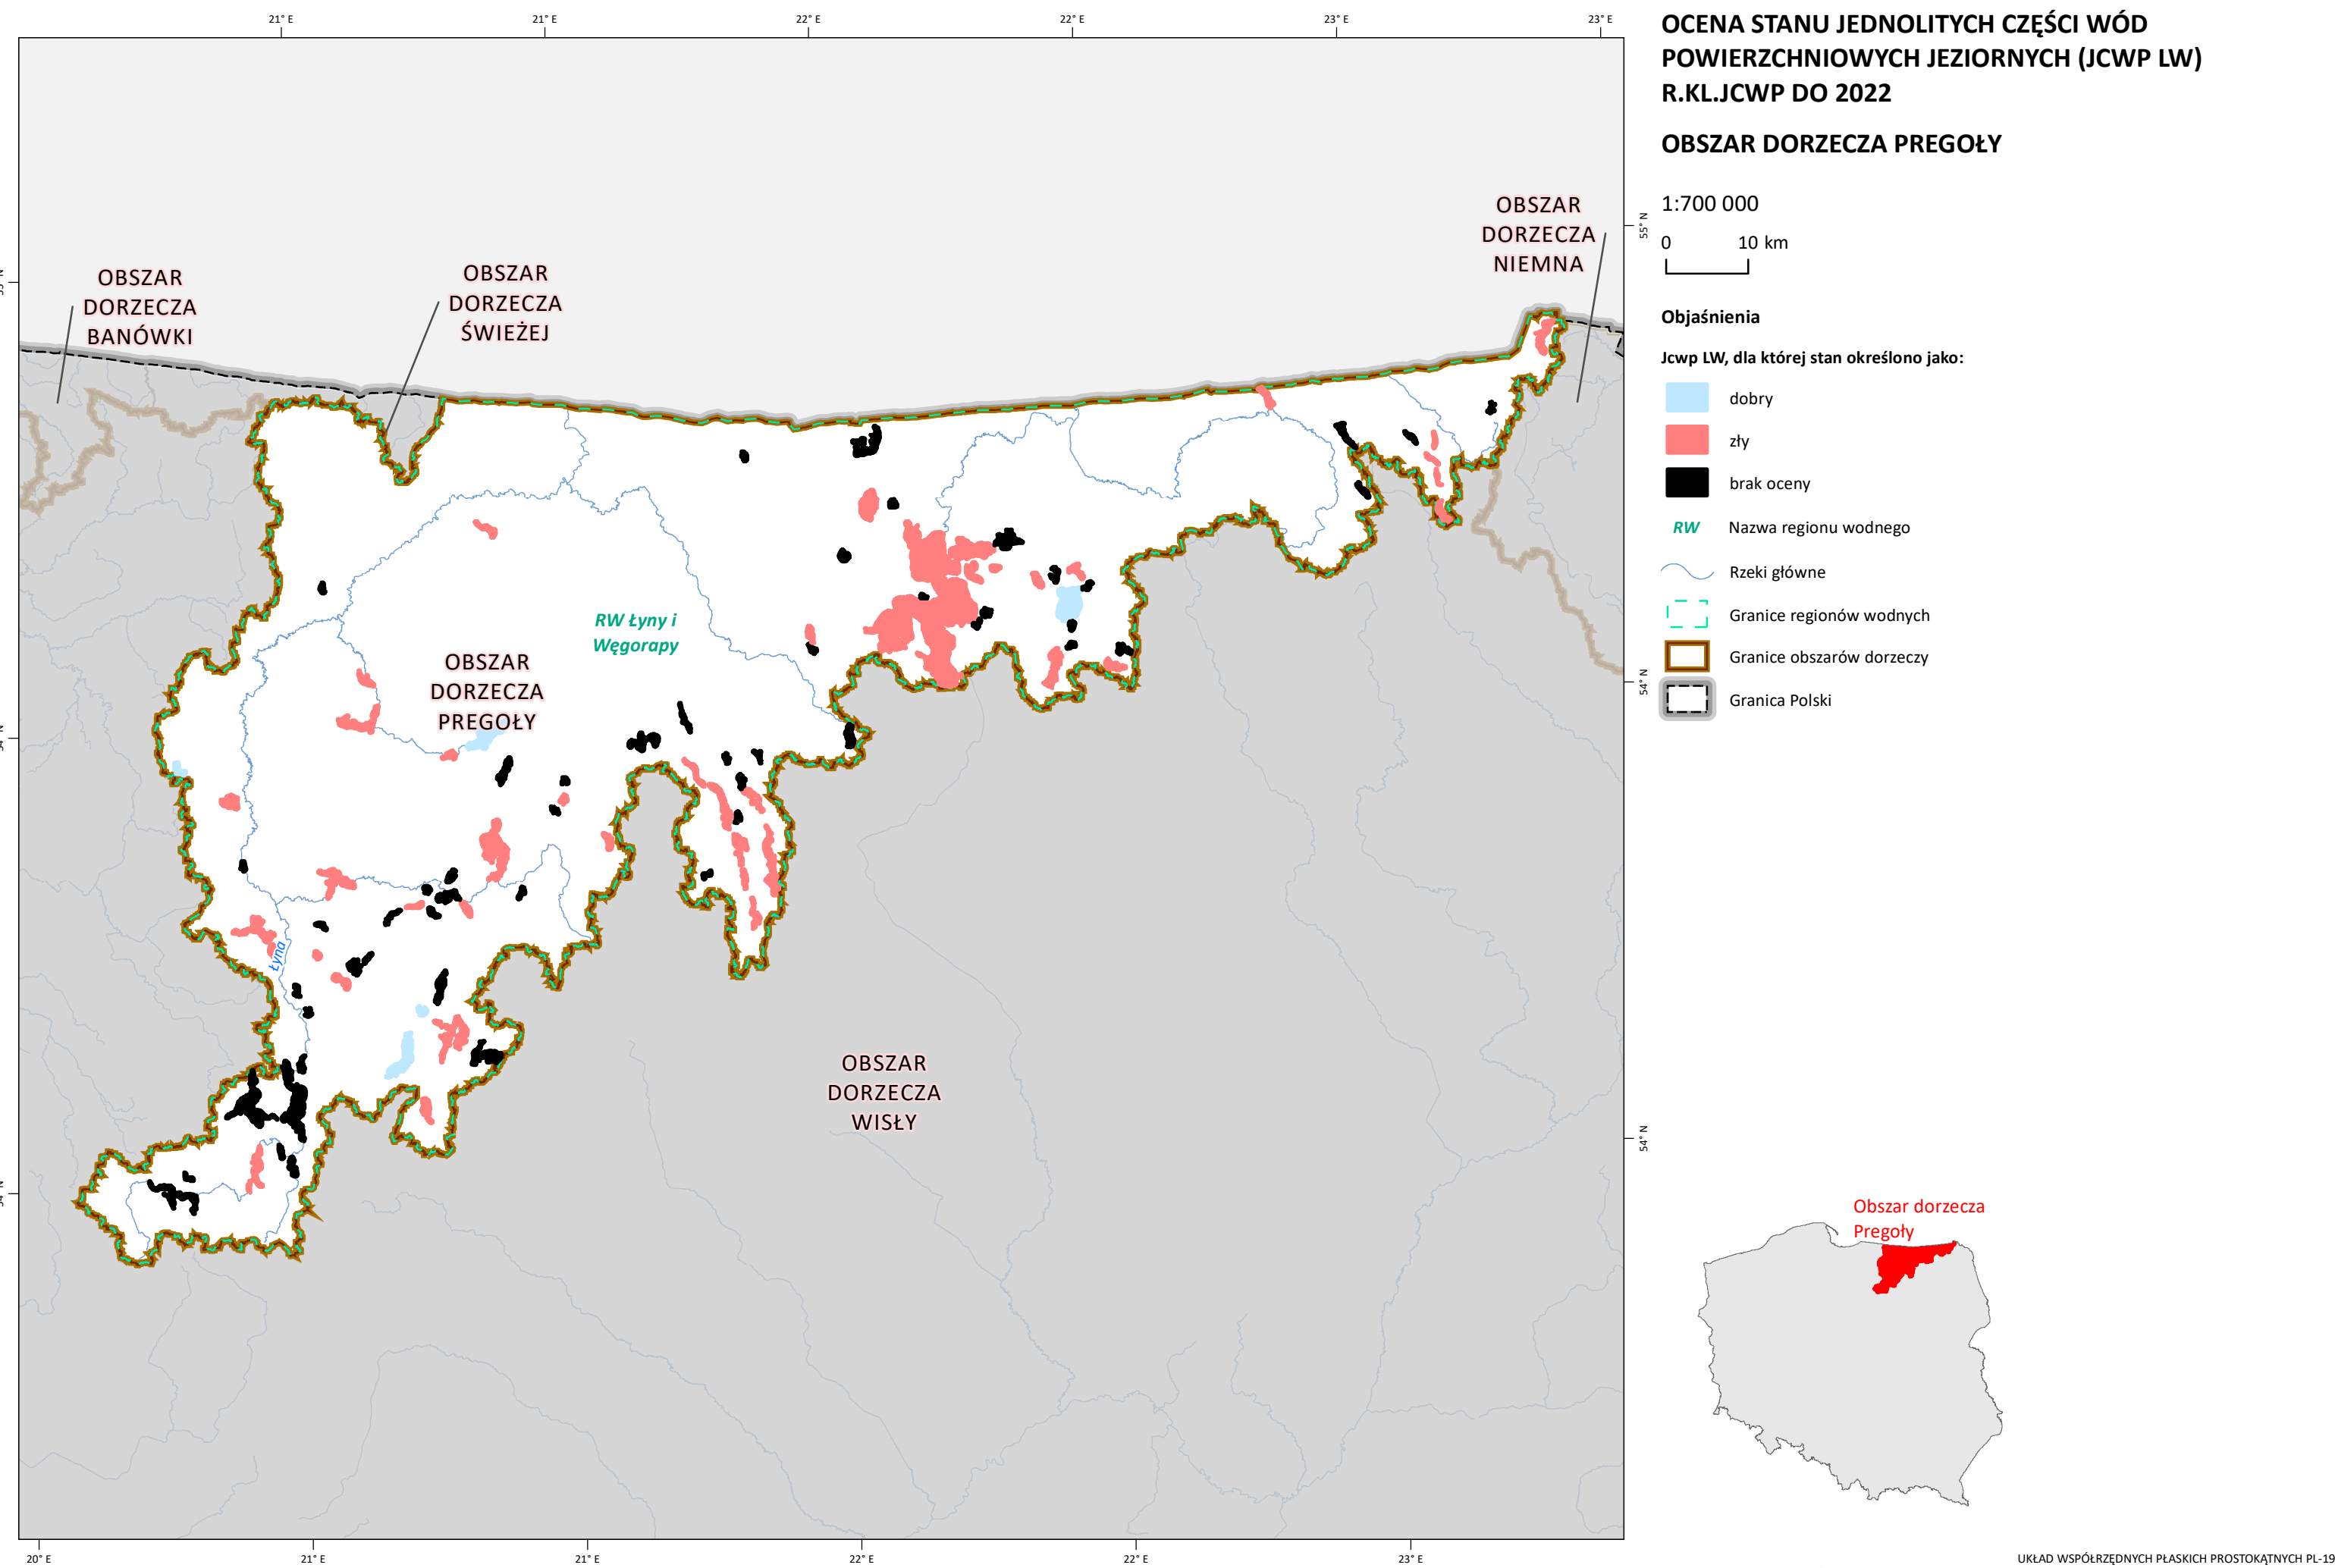 21° E
21° E
22° E
22° E
23° E
23° E
OCENA STANU JEDNOLITYCH CZĘŚCI WÓD
POWIERZCHNIOWYCH JEZIORNYCH (JCWP LW)
R.KL.JCWP DO 2022
OBSZAR DORZECZA PREGOŁY
1:700 000
0 10 km
Objaśnienia
Jcwp LW, dla której stan określono jako:
dobry
zły
brak oceny
RW Nazwa regionu wodnego
Rzeki główne
Granice regionów wodnych
Granice obszarów dorzeczy
Granica Polski
OBSZAR
DORZECZA
BANÓWKI
OBSZAR
DORZECZA
ŚWIEŻEJ
OBSZAR
DORZECZA
NIEMNA
55° N
RW Łyny i
Węgorapy
OBSZAR
DORZECZA
PREGOŁY
54° N
Łyna
OBSZAR
DORZECZA
WISŁY
54° N
Obszar dorzecza
Pregoły
20° E
21° E
21° E
22° E
22° E
23° E
UKŁAD WSPÓŁRZĘDNYCH PŁASKICH PROSTOKĄTNYCH PL-19